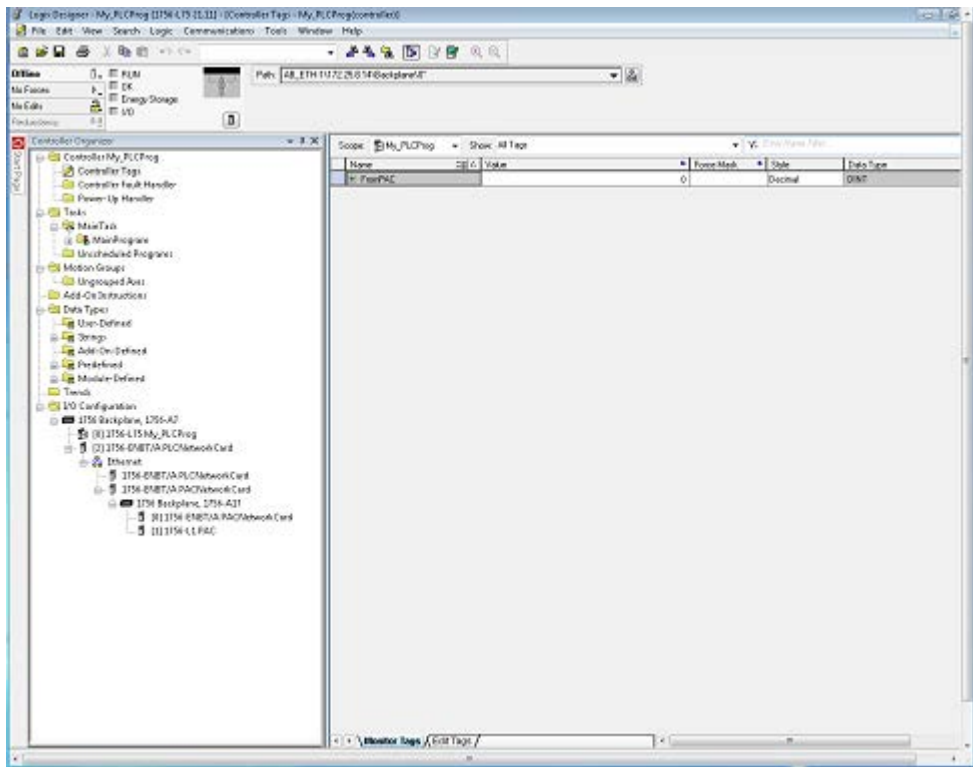 Logix Designer - My_PLCProg [1756-L75 21.11] - [Controller Tags - My_PLCProg(controller)]
File Edit View Search Logic Communications Tools Window Help
Offline
RUN
No Forces
OK
Energy Storage
No Edits
I/O
Redundancy
Path: AB_ETH-1\172.25.8.14\Backplane\0*
Start Page
Controller Organizer
Controller My_PLCProg
Controller Tags
Controller Fault Handler
Power-Up Handler
Tasks
MainTask
MainProgram
Unscheduled Programs
Motion Groups
Ungrouped Axes
Add-On Instructions
Data Types
User-Defined
Strings
Add-On-Defined
Predefined
Module-Defined
Trends
I/O Configuration
1756 Backplane, 1756-A7
[0] 1756-L75 My_PLCProg
[2] 1756-ENBT/A PLCNetworkCard
Ethernet
1756-ENBT/A PLCNetworkCard
1756-ENBT/A PACNetworkCard
1756 Backplane, 1756-A17
[0] 1756-ENBT/A PACNetworkCard
[1] 1756-L1 PAC
Scope: My_PLCProg Show: All Tags
Name Value Force Mask Style Data Type
FromPAC 0 Decimal DINT
Monitor Tags Edit Tags